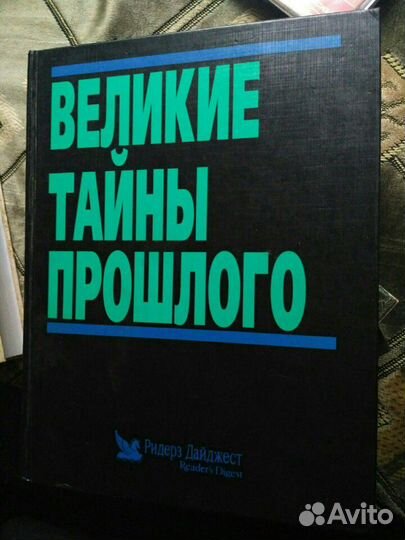 ВЕЛИКИЕ
ТАЙНЫ
ПРОШЛОГО
Ридерз Дайджест
Reader's Digest
Avito